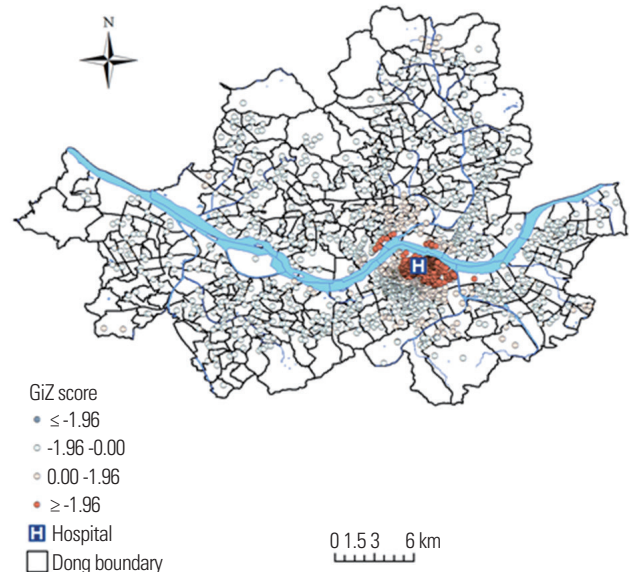 N
H
GiZ score
≤ -1.96
-1.96 -0.00
0.00 -1.96
≥ -1.96
H Hospital
Dong boundary
0 1.5 3 6 km